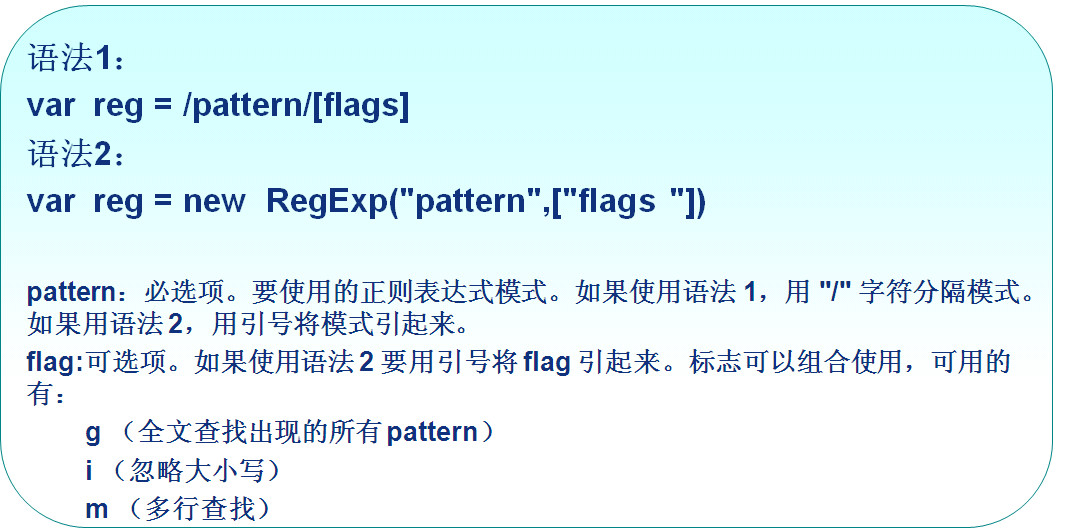 语法1：
var reg = /pattern/[flags]
语法2：
var reg = new RegExp("pattern",["flags "])
pattern：必选项。要使用的正则表达式模式。如果使用语法 1，用 "/" 字符分隔模式。
如果用语法2，用引号将模式引起来。
flag:可选项。如果使用语法2 要用引号将 flag 引起来。标志可以组合使用，可用的
有：
g （全文查找出现的所有 pattern）
i （忽略大小写）
m （多行查找）